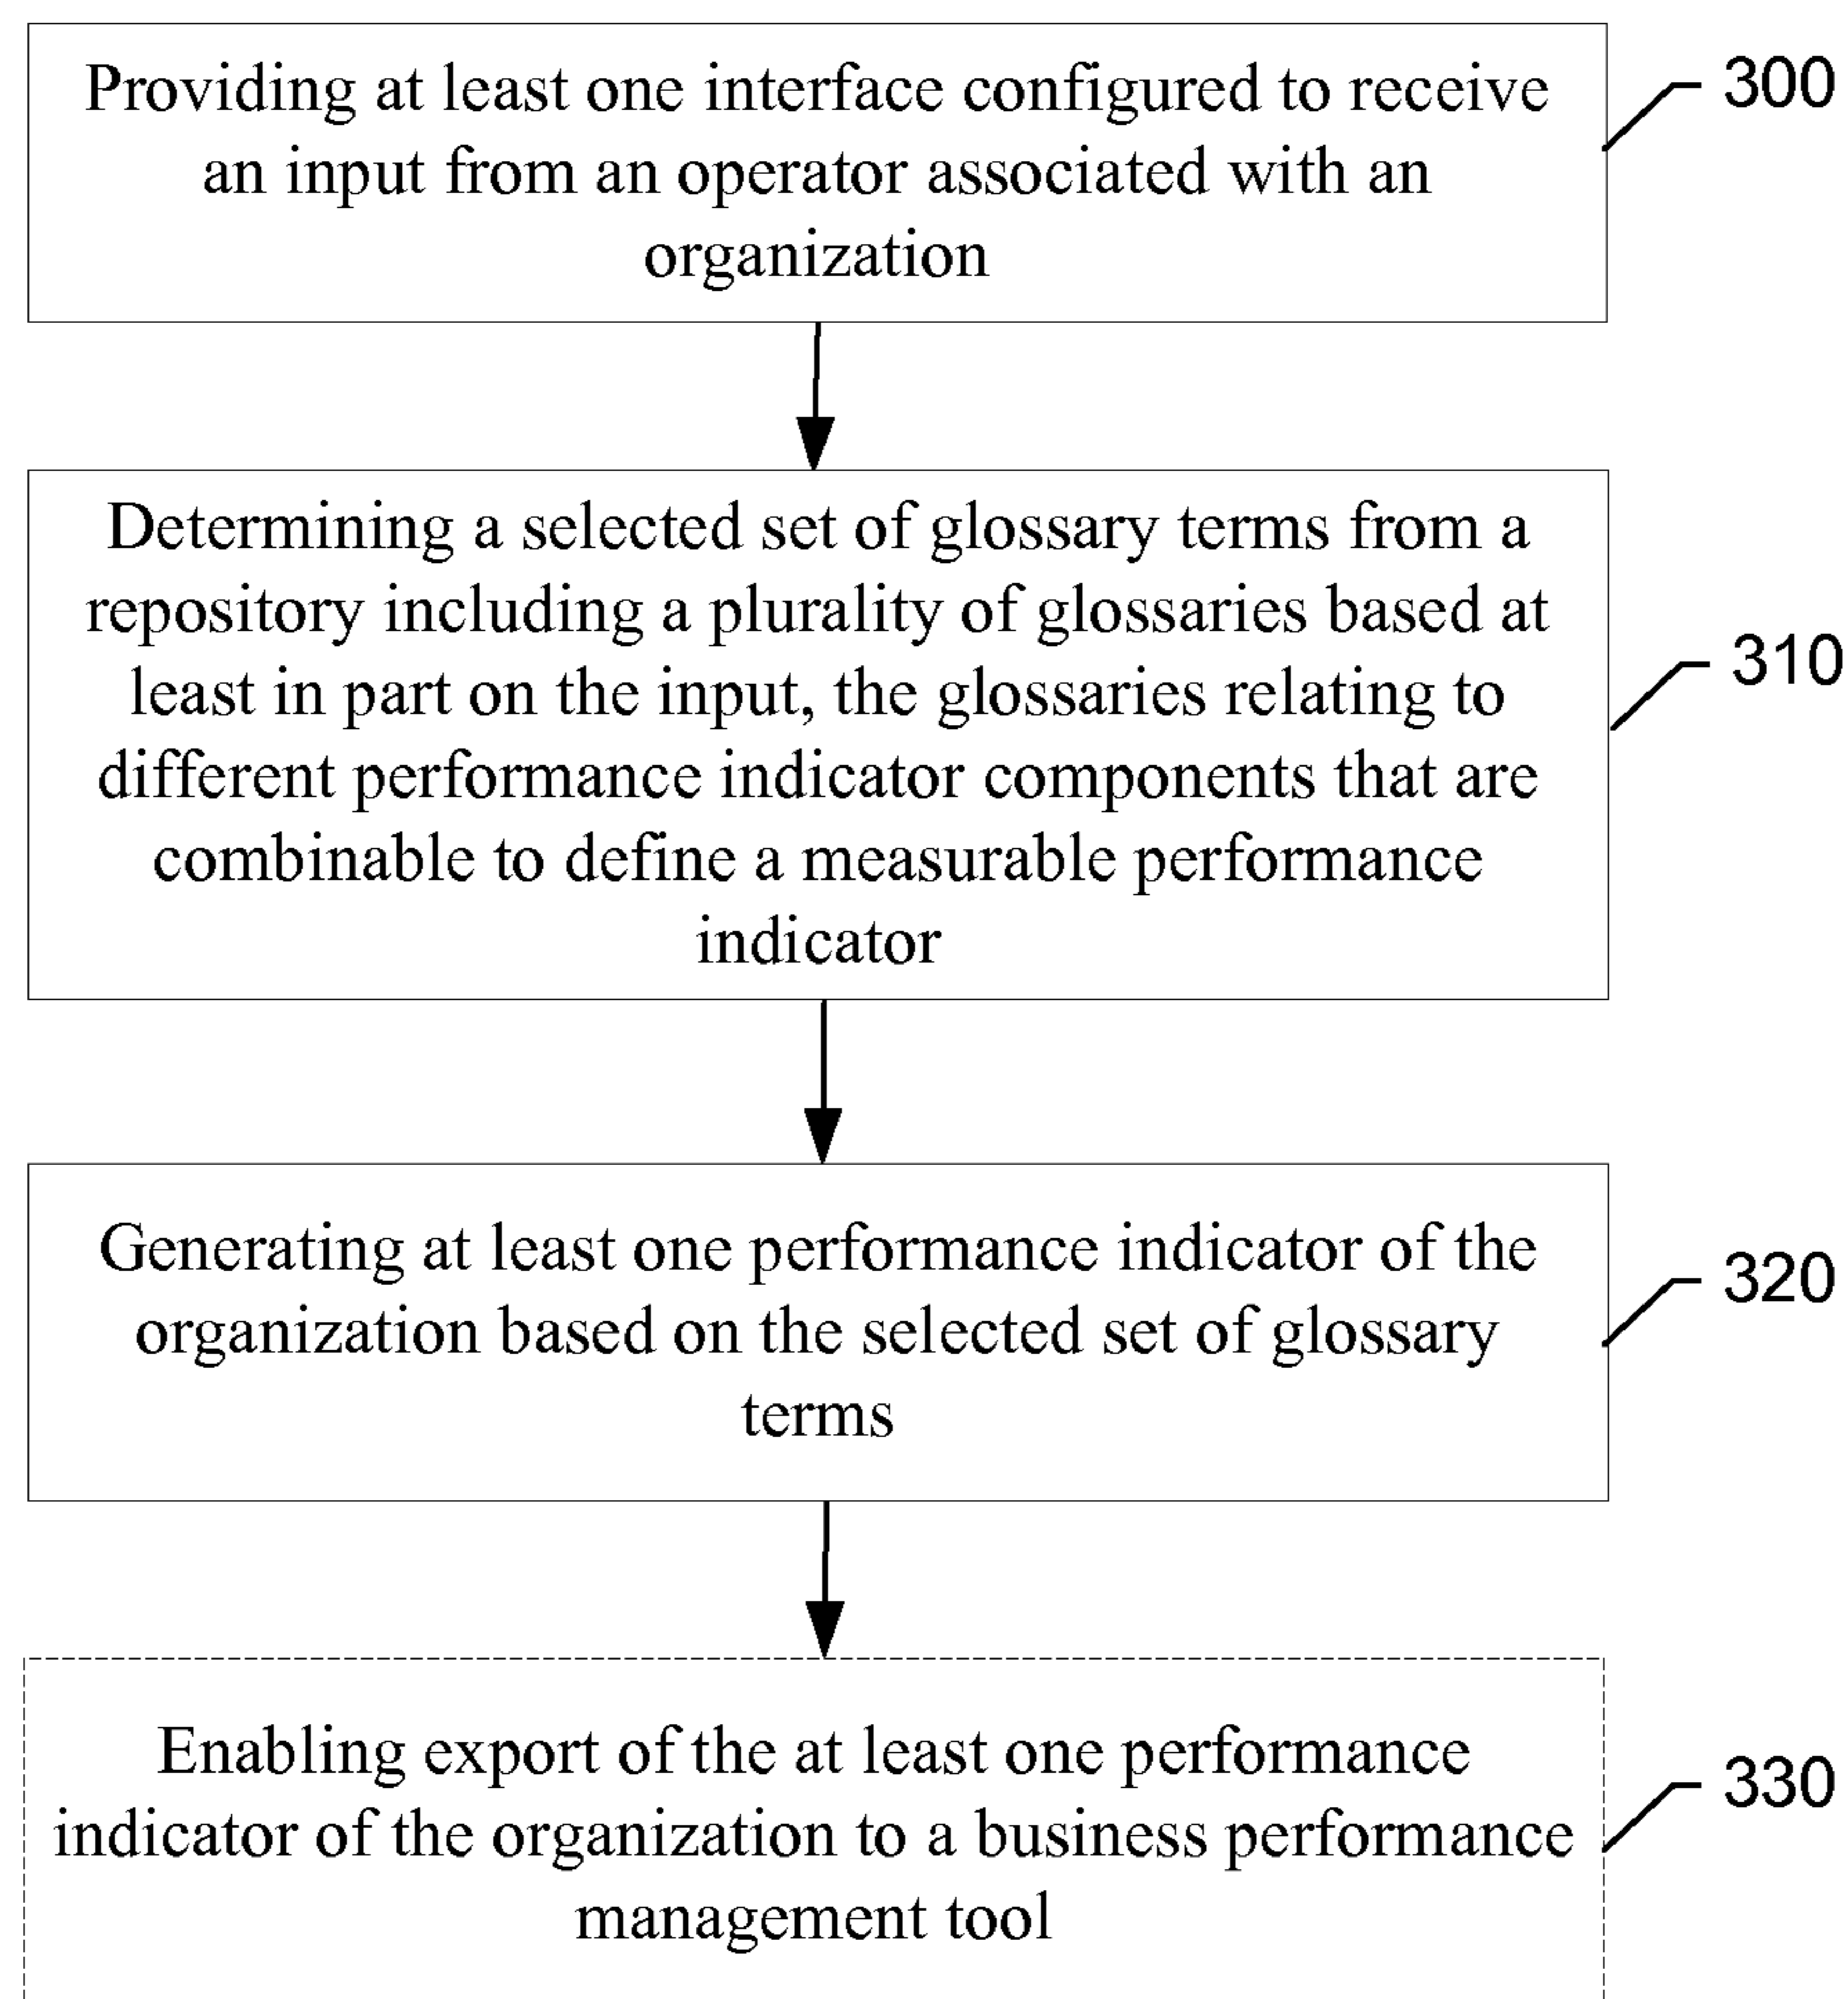 Providing at least one interface configured to receive
an input from an operator associated with an
organization
300
Determining a selected set of glossary terms from a
repository including a plurality of glossaries based at
least in part on the input, the glossaries relating to
different performance indicator components that are
combinable to define a measurable performance
indicator
310
Generating at least one performance indicator of the
organization based on the selected set of glossary
terms
320
Enabling export of the at least one performance
indicator of the organization to a business performance
management tool
330